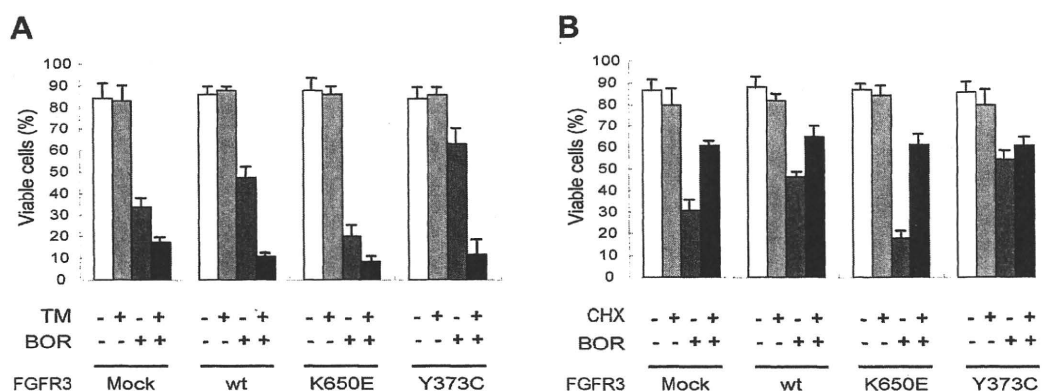 A
Viable cells (%)
100
90
80
70
60
50
40
30
20
10
0
TM - + - + - + - + - + - + - + - +
BOR - - + + - - + + - - + + - - + +
FGFR3 Mock wt K650E Y373C
B
Viable cells (%)
100
90
80
70
60
50
40
30
20
10
0
CHX - + - + - + - + - + - + - + - +
BOR - - + + - - + + - - + + - - + +
FGFR3 Mock wt K650E Y373C